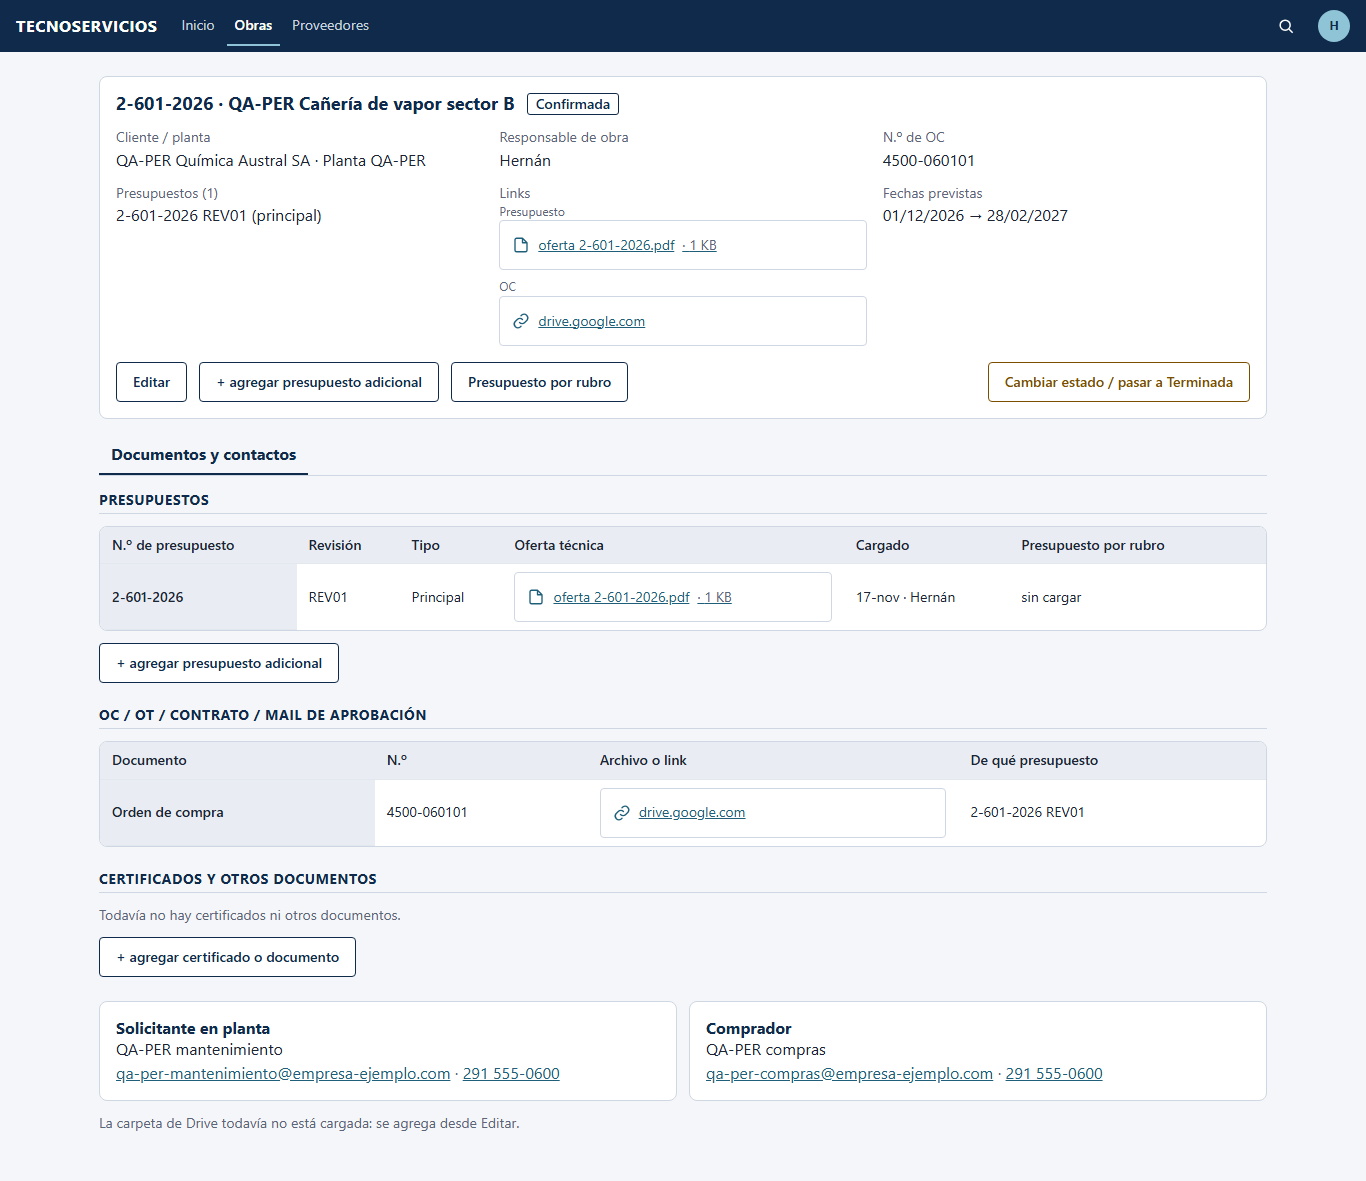 TECNOSERVICIOS Inicio Obras Proveedores H
2-601-2026 · QA-PER Cañería de vapor sector B Confirmada
Cliente / planta
QA-PER Química Austral SA · Planta QA-PER
Responsable de obra
Hernán
N.º de OC
4500-060101
Presupuestos (1)
2-601-2026 REV01 (principal)
Links
Presupuesto
oferta 2-601-2026.pdf · 1 KB
OC
drive.google.com
Fechas previstas
01/12/2026 → 28/02/2027
Editar + agregar presupuesto adicional Presupuesto por rubro Cambiar estado / pasar a Terminada
Documentos y contactos
PRESUPUESTOS
N.º de presupuesto Revisión Tipo Oferta técnica Cargado Presupuesto por rubro
2-601-2026 REV01 Principal oferta 2-601-2026.pdf · 1 KB 17-nov · Hernán sin cargar
+ agregar presupuesto adicional
OC / OT / CONTRATO / MAIL DE APROBACIÓN
Documento N.º Archivo o link De qué presupuesto
Orden de compra 4500-060101 drive.google.com 2-601-2026 REV01
CERTIFICADOS Y OTROS DOCUMENTOS
Todavía no hay certificados ni otros documentos.
+ agregar certificado o documento
Solicitante en planta
QA-PER mantenimiento
qa-per-mantenimiento@empresa-ejemplo.com · 291 555-0600
Comprador
QA-PER compras
qa-per-compras@empresa-ejemplo.com · 291 555-0600
La carpeta de Drive todavía no está cargada: se agrega desde Editar.